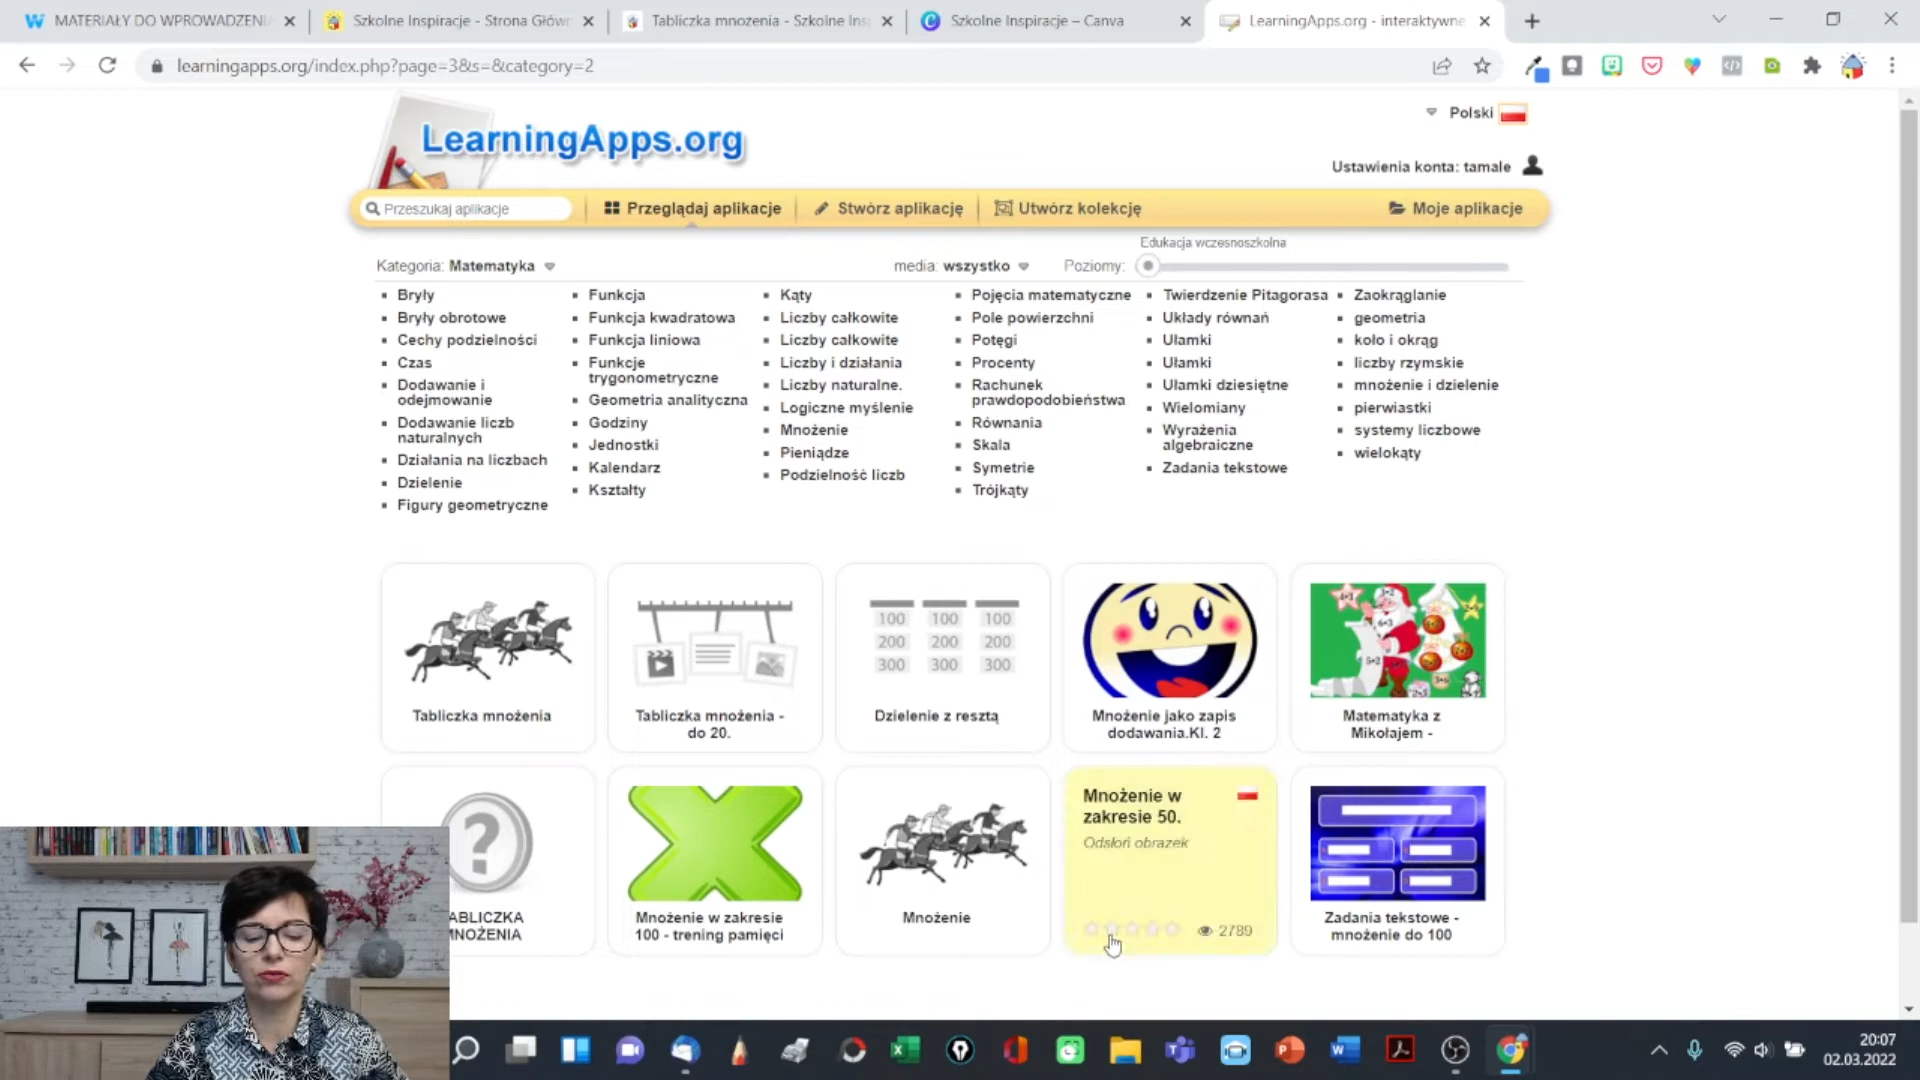 MATERIAŁY DO WPROWADZENI
Szkolne Inspiracje - Strona Główn
Tabliczka mnożenia - Szkolne Insp
Szkolne Inspiracje – Canva
LearningApps.org - interaktywne
learningapps.org/index.php?page=3&s=&category=2
LearningApps.org
Polski
Ustawienia konta: tamale
Przeszukaj aplikacje
Przeglądaj aplikacje
Stwórz aplikację
Utwórz kolekcję
Moje aplikacje
Edukacja wczesnoszkolna
Kategoria: Matematyka
media: wszystko
Poziomy:
Bryły
Bryły obrotowe
Cechy podzielności
Czas
Dodawanie i
odejmowanie
Dodawanie liczb
naturalnych
Działania na liczbach
Dzielenie
Figury geometryczne
Funkcja
Funkcja kwadratowa
Funkcja liniowa
Funkcje
trygonometryczne
Geometria analityczna
Godziny
Jednostki
Kalendarz
Kształty
Kąty
Liczby całkowite
Liczby całkowite
Liczby i działania
Liczby naturalne.
Logiczne myślenie
Mnożenie
Pieniądze
Podzielność liczb
Pojęcia matematyczne
Pole powierzchni
Potęgi
Procenty
Rachunek
prawdopodobieństwa
Równania
Skala
Symetrie
Trójkąty
Twierdzenie Pitagorasa
Układy równań
Ułamki
Ułamki
Ułamki dziesiętne
Wielomiany
Wyrażenia
algebraiczne
Zadania tekstowe
Zaokrąglanie
geometria
koło i okrąg
liczby rzymskie
mnożenie i dzielenie
pierwiastki
systemy liczbowe
wielokąty
Tabliczka mnożenia
Tabliczka mnożenia -
do 20.
100 100 100
200 200 200
300 300 300
Dzielenie z resztą
Mnożenie jako zapis
dodawania.Kl. 2
Matematyka z
Mikołajem -
?
ABLICZKA
MNOŻENIA
Mnożenie w zakresie
100 - trening pamięci
Mnożenie
Mnożenie w
zakresie 50.
Odsłoń obrazek
2789
Zadania tekstowe -
mnożenie do 100
20:07
02.03.2022